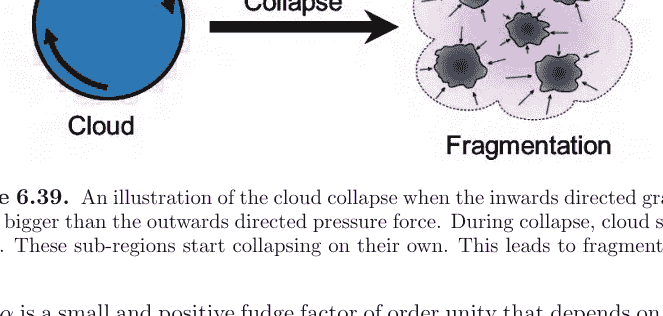 Collapse
Cloud
Fragmentation
6.39. An illustration of the cloud collapse when the inwards directed
bigger than the outwards directed pressure force. During collapse, cloud
. These sub-regions start collapsing on their own. This leads to
α is a small and positive fudge factor of order unity that depends on